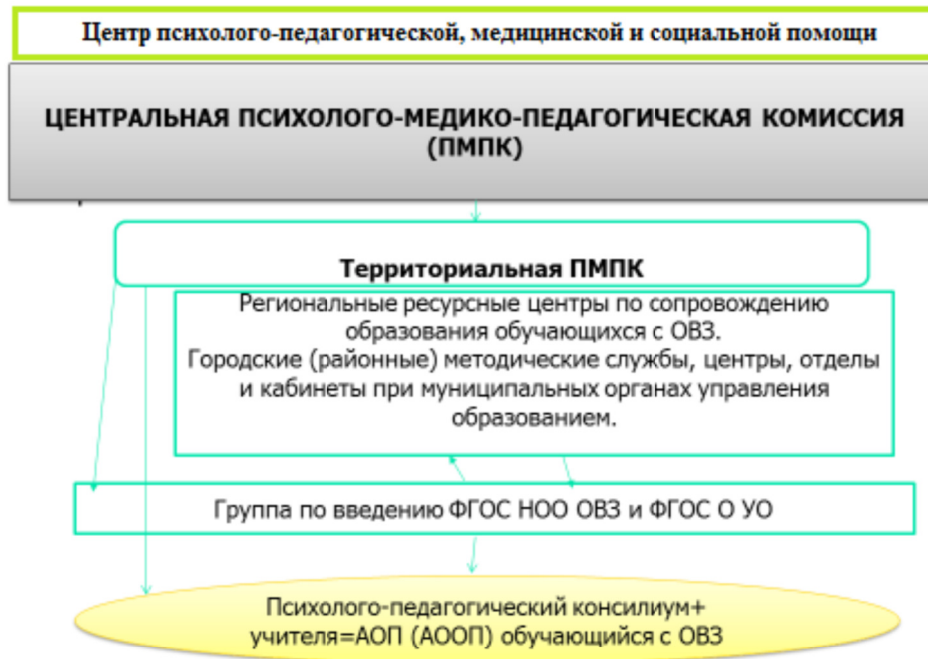 Центр психолого-педагогической, медицинской и социальной помощи
ЦЕНТРАЛЬНАЯ ПСИХОЛОГО-МЕДИКО-ПЕДАГОГИЧЕСКАЯ КОМИССИЯ
(ПМПК)
Территориальная ПМПК
Региональные ресурсные центры по сопровождению
образования обучающихся с ОВЗ.
Городские (районные) методические службы, центры, отделы
и кабинеты при муниципальных органах управления
образованием.
Группа по введению ФГОС НОО ОВЗ и ФГОС О УО
Психолого-педагогический консилиум+
учителя=АОП (АООП) обучающийся с ОВЗ